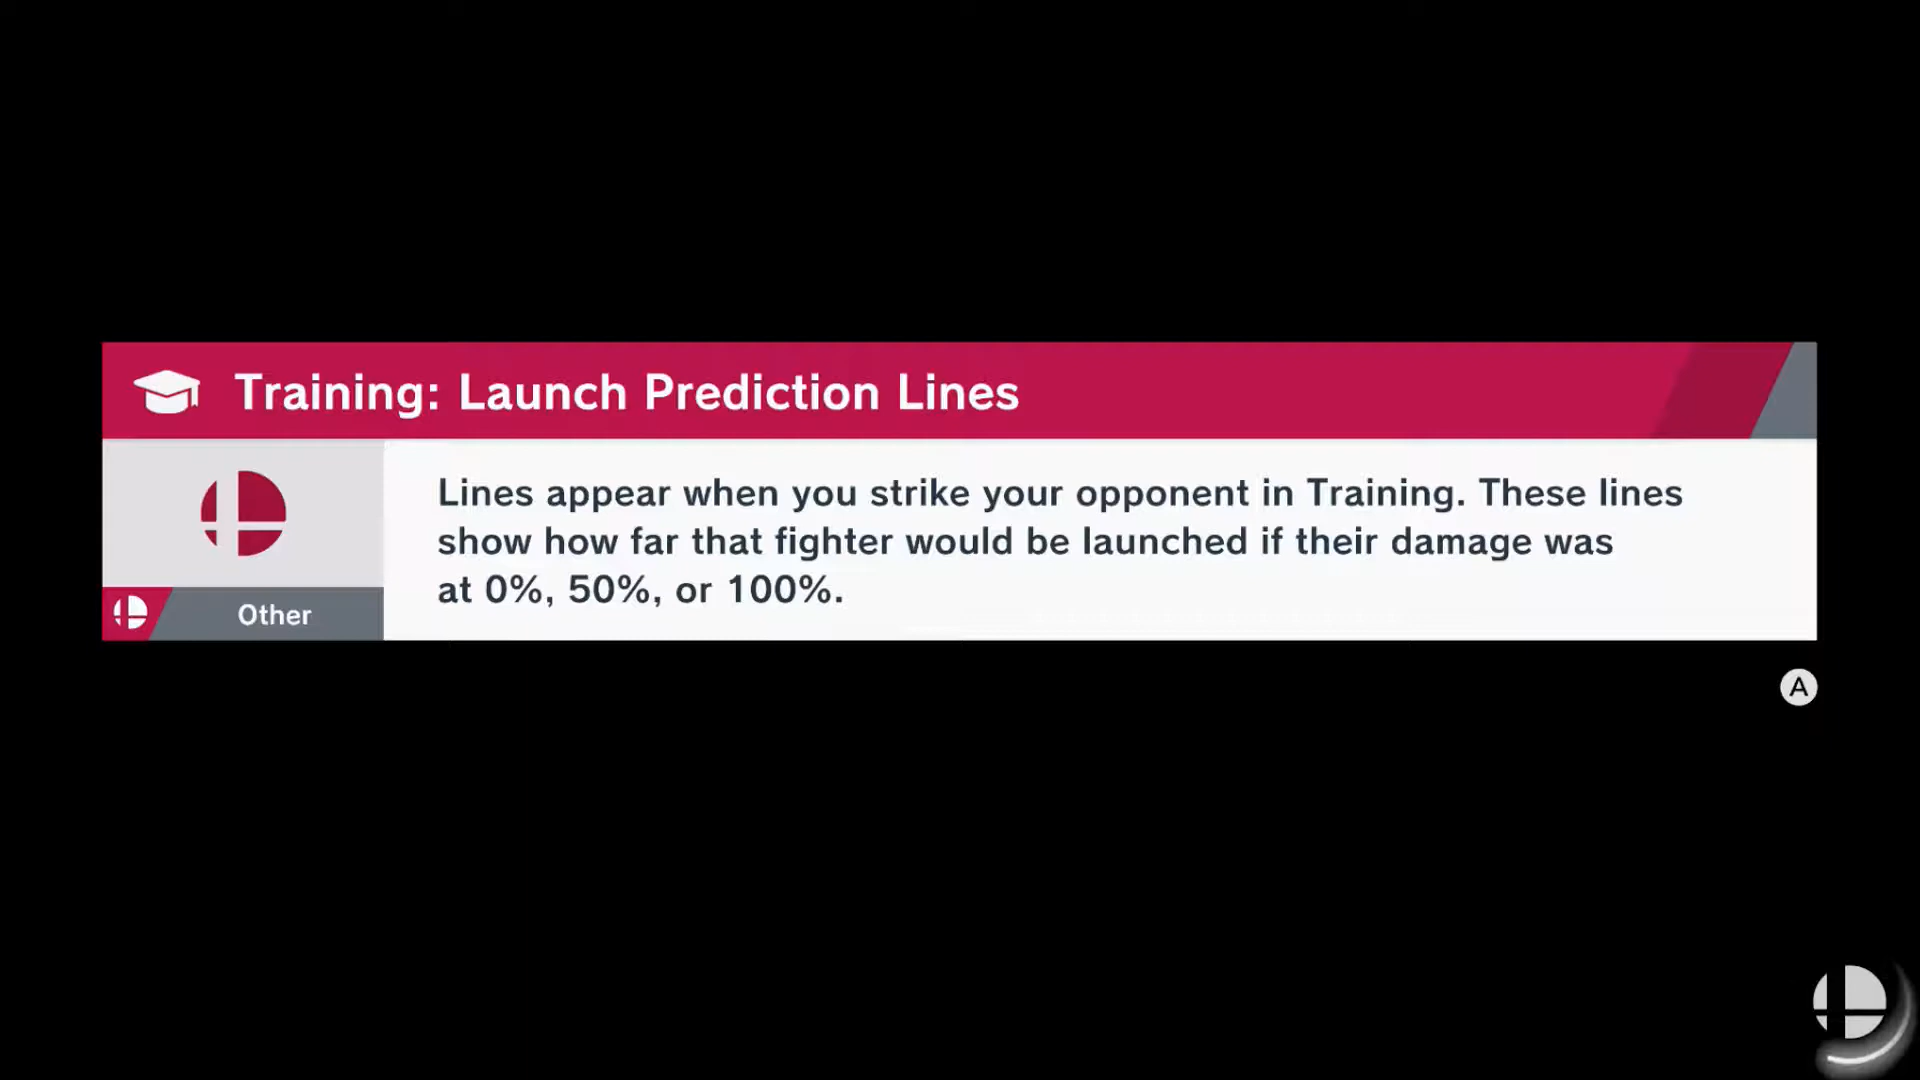 Training: Launch Prediction Lines
Lines appear when you strike your opponent in Training. These lines
show how far that fighter would be launched if their damage was
at 0%, 50%, or 100%.
Other
A